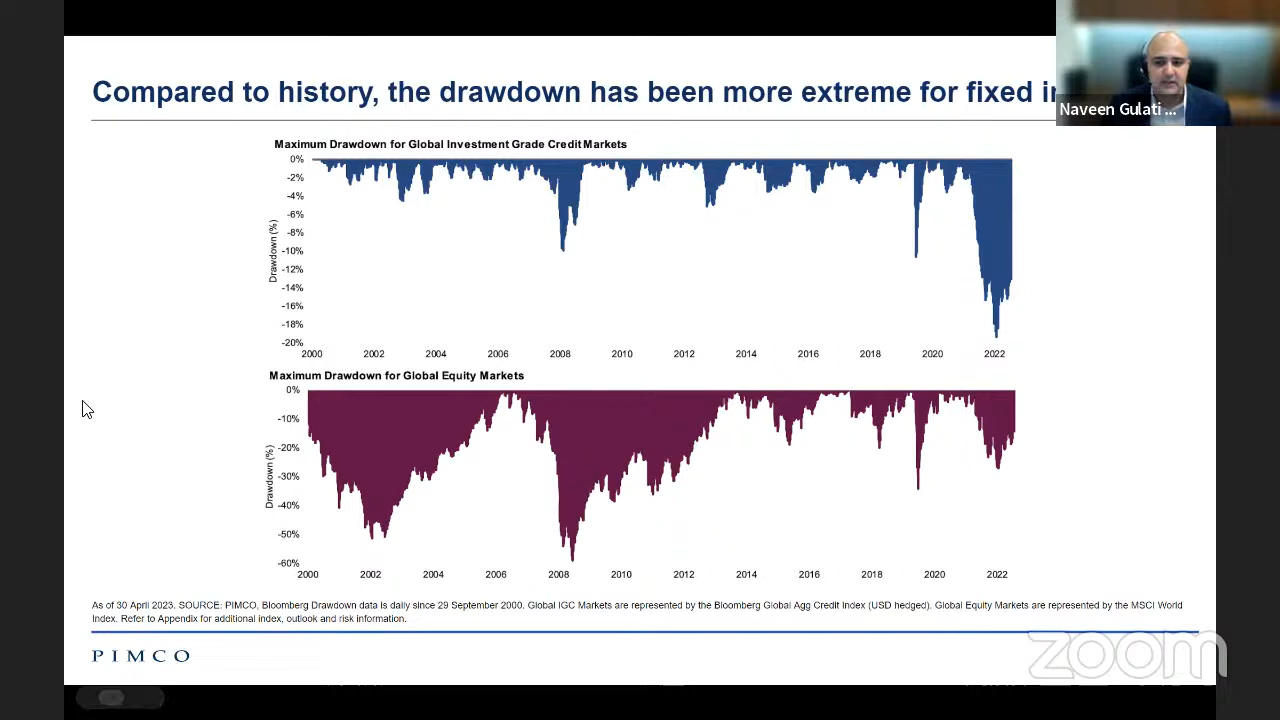 Compared to history, the drawdown has been more extreme for fixed
Naveen Gulati ...
Maximum Drawdown for Global Investment Grade Credit Markets
Drawdown (%)
0%
-2%
-4%
-6%
-8%
-10%
-12%
-14%
-16%
-18%
-20%
2000 2002 2004 2006 2008 2010 2012 2014 2016 2018 2020 2022
Maximum Drawdown for Global Equity Markets
Drawdown (%)
0%
-10%
-20%
-30%
-40%
-50%
-60%
2000 2002 2004 2006 2008 2010 2012 2014 2016 2018 2020 2022
As of 30 April 2023. SOURCE: PIMCO, Bloomberg Drawdown data is daily since 29 September 2000. Global IGC Markets are represented by the Bloomberg Global Agg Credit Index (USD hedged). Global Equity Markets are represented by the MSCI World
Index. Refer to Appendix for additional index, outlook and risk information.
PIMCO
zoom